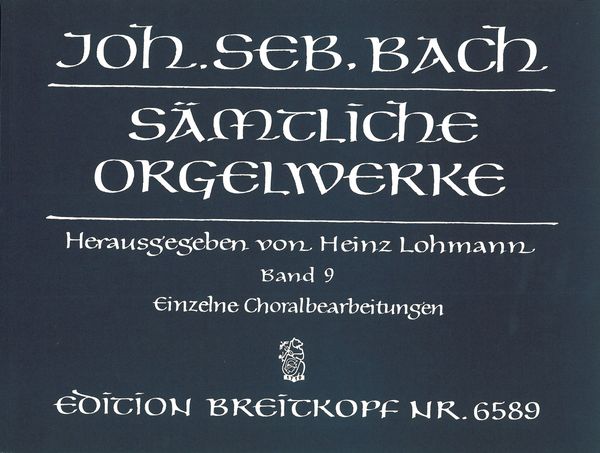 Joh. Seb. Bach
Sämtliche
Orgelwerke
Herausgegeben von Heinz Lohmann
Band 9
Einzelne Choralbearbeitungen
Edition Breitkopf Nr. 6589